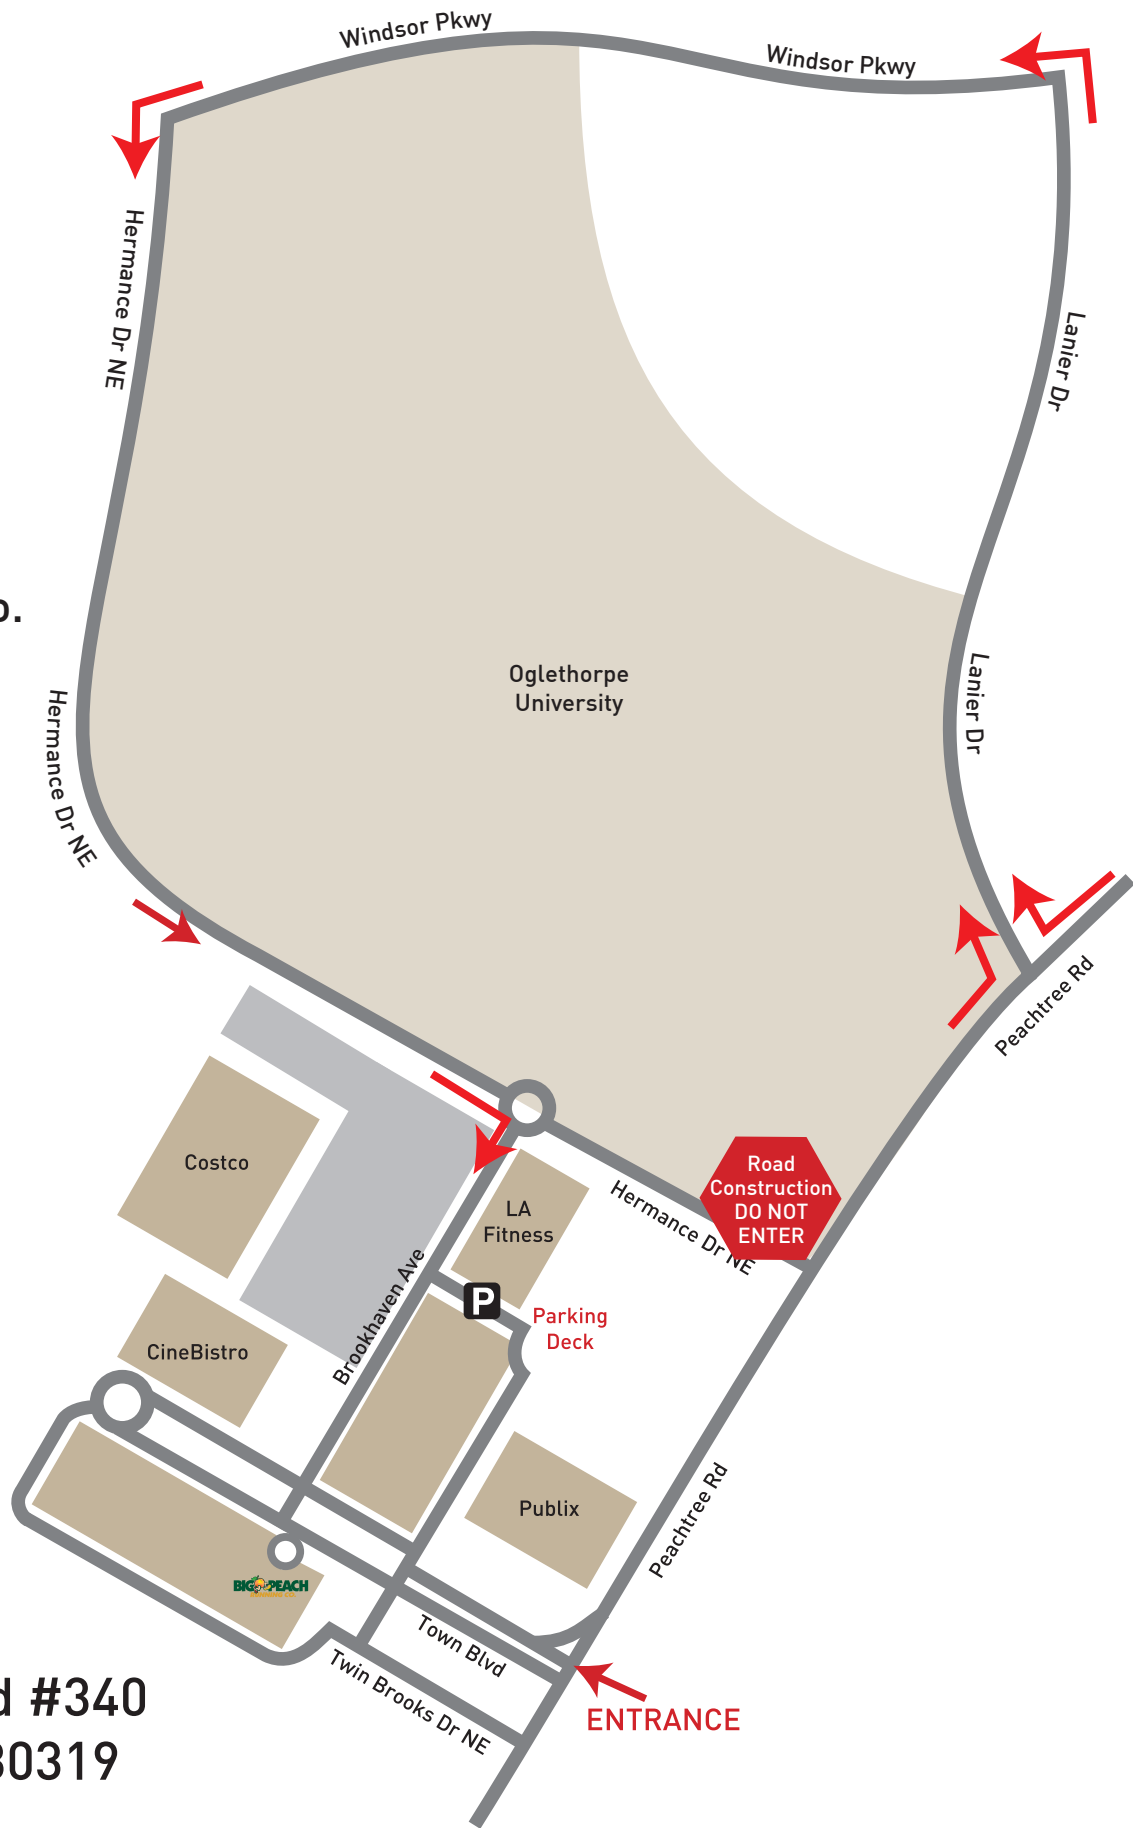 Windsor Pkwy
Windsor Pkwy
Hermance Dr NE
Lanier Dr
Oglethorpe
University
Lanier Dr
Hermance Dr NE
Peachtree Rd
Road
Construction
DO NOT
ENTER
Costco
LA
Fitness
Hermance Dr NE
Brookhaven Ave
P
Parking
Deck
CineBistro
Publix
Peachtree Rd
BIG PEACH
Town Blvd
Twin Brooks Dr NE
ENTRANCE
#340
30319